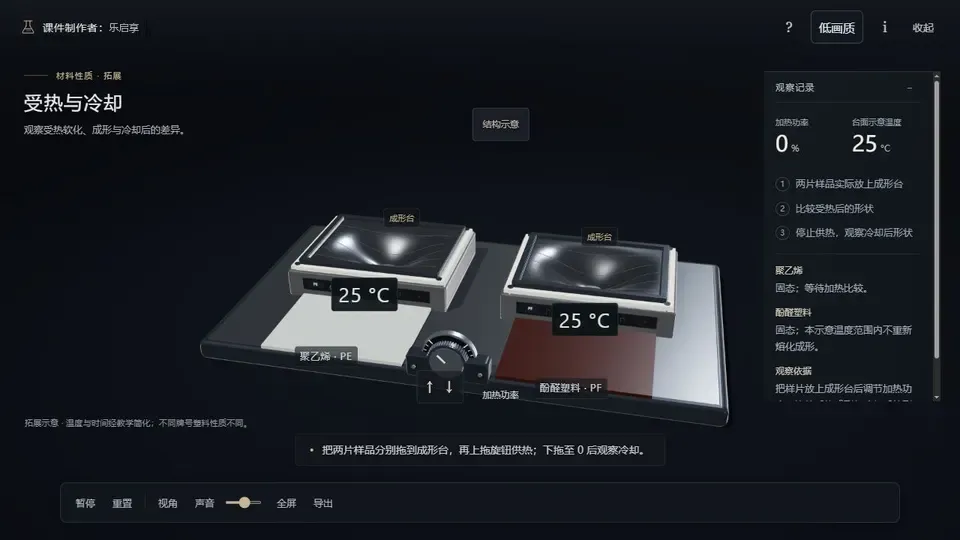 课件制作者：乐启享
? 低画质 i 收起
材料性质 · 拓展
受热与冷却
观察受热软化、成形与冷却后的差异。
结构示意
观察记录 −
加热功率 台面示意温度
0 % 25 ℃
1 两片样品实际放上成形台
2 比较受热后的形状
3 停止供热，观察冷却后形状
聚乙烯
固态；等待加热比较。
酚醛塑料
固态；本示意温度范围内不重新
熔化成形。
观察依据
把样片放上成形台后调节加热功
成形台
成形台
25 °C
25 °C
聚乙烯 · PE
酚醛塑料 · PF
↑ ↓
加热功率
拓展示意 · 温度与时间经教学简化；不同牌号塑料性质不同。
• 把两片样品分别拖到成形台，再上拖旋钮供热；下拖至 0 后观察冷却。
暂停 重置 视角 声音 全屏 导出